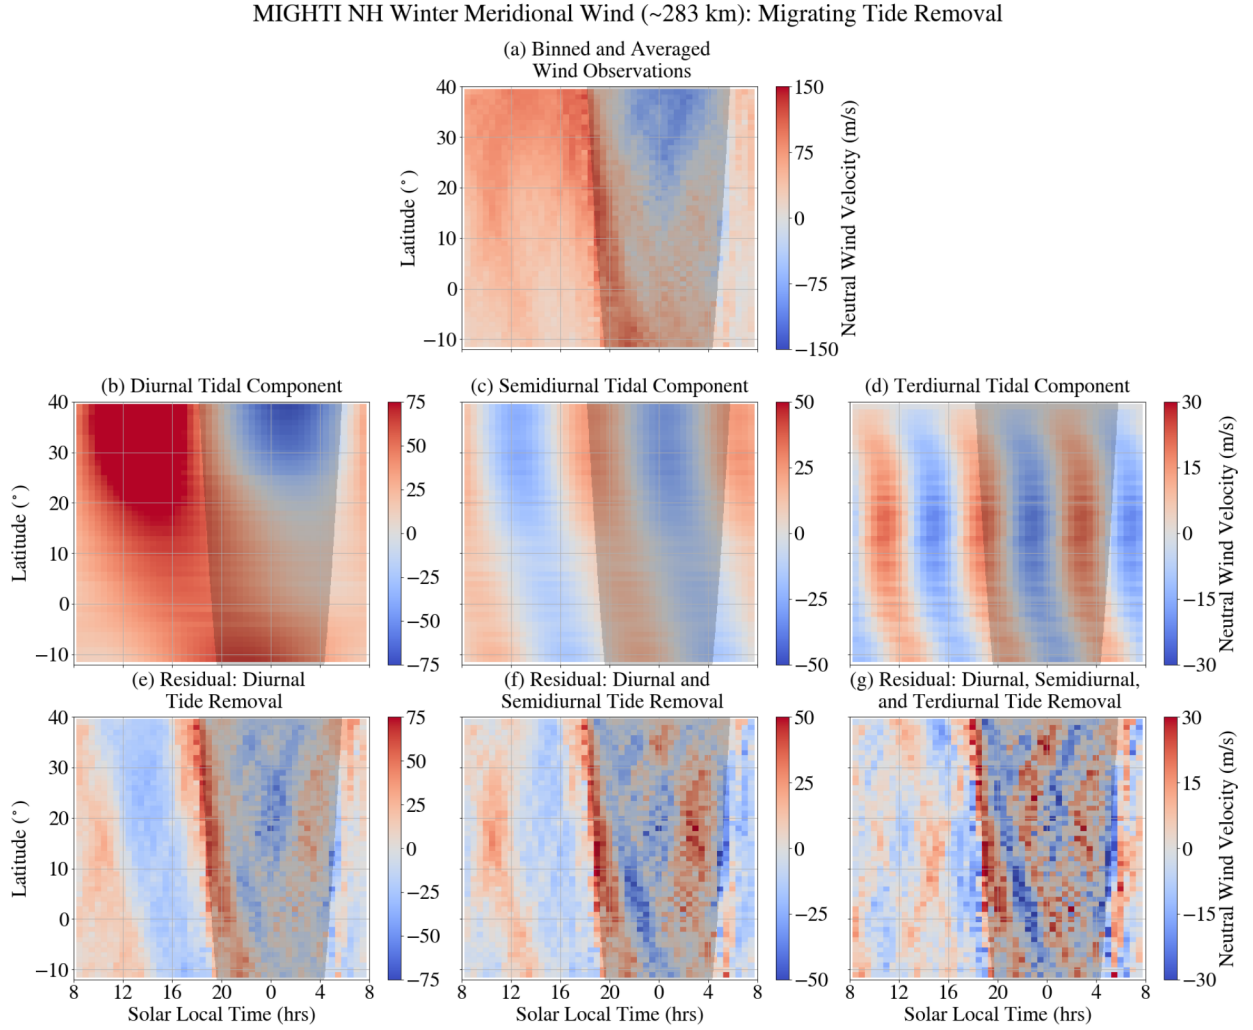 MIGHTI NH Winter Meridional Wind (~283 km): Migrating Tide Removal
(a) Binned and Averaged
Wind Observations
40
30
20
10
0
−10
Latitude (°)
150
75
0
−75
−150
Neutral Wind Velocity (m/s)
(b) Diurnal Tidal Component
40
30
20
10
0
−10
Latitude (°)
75
50
25
0
−25
−50
−75
(c) Semidiurnal Tidal Component
50
25
0
−25
−50
(d) Terdiurnal Tidal Component
30
15
0
−15
−30
Neutral Wind Velocity (m/s)
(e) Residual: Diurnal
Tide Removal
40
30
20
10
0
−10
Latitude (°)
8 12 16 20 0 4 8
Solar Local Time (hrs)
75
50
25
0
−25
−50
−75
(f) Residual: Diurnal and
Semidiurnal Tide Removal
8 12 16 20 0 4 8
Solar Local Time (hrs)
50
25
0
−25
−50
(g) Residual: Diurnal, Semidiurnal,
and Terdiurnal Tide Removal
8 12 16 20 0 4 8
Solar Local Time (hrs)
30
15
0
−15
−30
Neutral Wind Velocity (m/s)